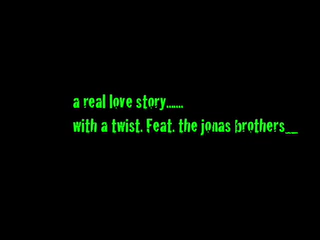 a real love story.......
with a twist. Feat. the jonas brothers__